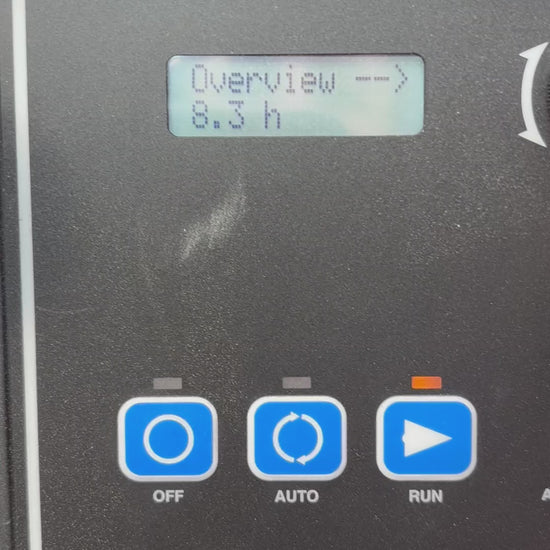 Overview -->
8.3 h
OFF AUTO RUN
A